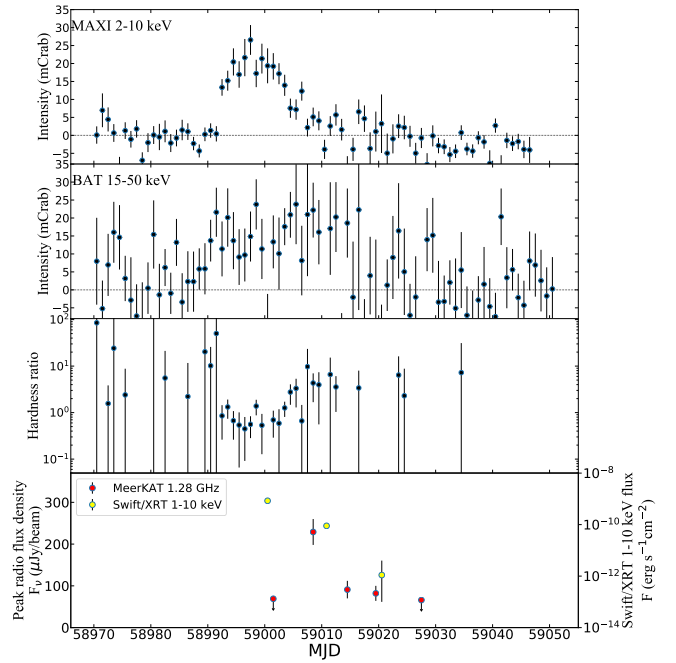 MAXI 2-10 keV
Intensity (mCrab)
35
30
25
20
15
10
5
0
−5
BAT 15-50 keV
Intensity (mCrab)
30
25
20
15
10
5
0
−5
Hardness ratio
10²
10¹
10⁰
10⁻¹
MeerKAT 1.28 GHz
Swift/XRT 1-10 keV
Peak radio flux density
Fν (μJy/beam)
300
200
100
0
10⁻⁸
10⁻¹⁰
10⁻¹²
10⁻¹⁴
Swift/XRT 1-10 keV flux
F (erg s⁻¹cm⁻²)
58970 58980 58990 59000 59010 59020 59030 59040 59050
MJD